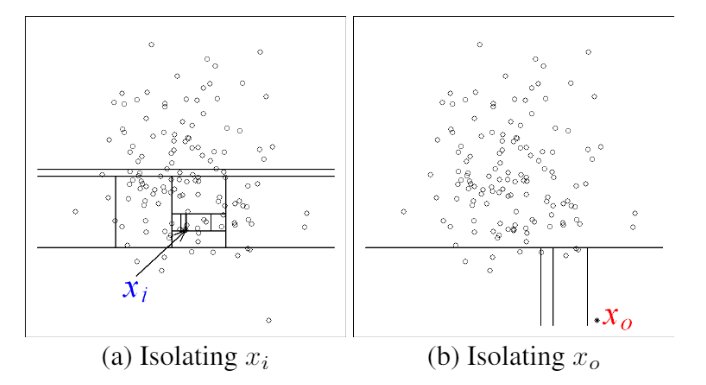 x_i
x_o
(a) Isolating x_i
(b) Isolating x_o